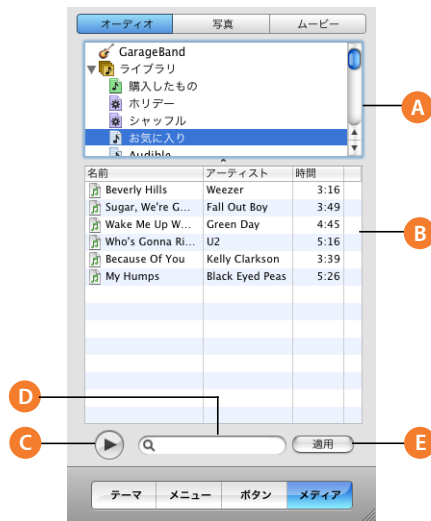 オーディオ 写真 ムービー
GarageBand
ライブラリ
購入したもの
ホリデー
シャッフル
お気に入り
Audible
A
名前 アーティスト 時間
Beverly Hills Weezer 3:16
Sugar, We're G... Fall Out Boy 3:49
Wake Me Up W... Green Day 4:45
B
Who's Gonna Ri... U2 5:16
Because Of You Kelly Clarkson 3:39
My Humps Black Eyed Peas 5:26
D
C 適用 E
テーマ メニュー ボタン メディア